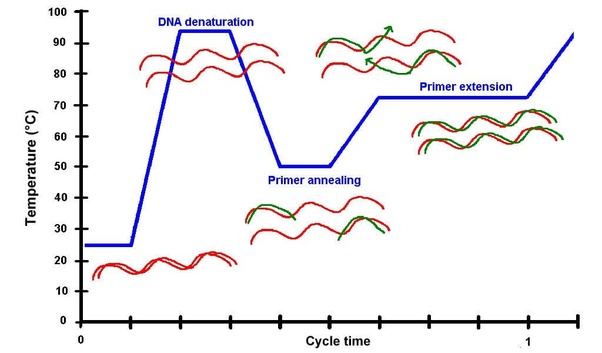 100
DNA denaturation
90
80
Primer extension
70
60
50
Primer annealing
40
30
20
10
0
Temperature (°C)
0
Cycle time
1